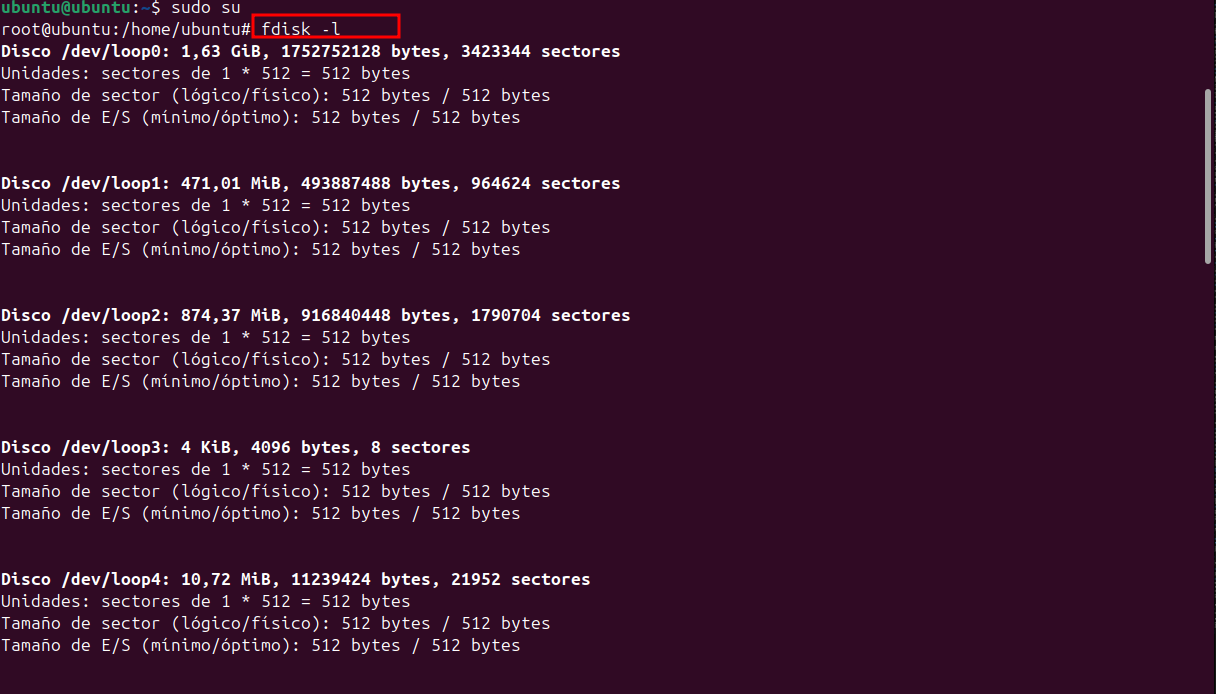 ubuntu@ubuntu:~$ sudo su
root@ubuntu:/home/ubuntu# fdisk -l
Disco /dev/loop0: 1,63 GiB, 1752752128 bytes, 3423344 sectores
Unidades: sectores de 1 * 512 = 512 bytes
Tamaño de sector (lógico/físico): 512 bytes / 512 bytes
Tamaño de E/S (mínimo/óptimo): 512 bytes / 512 bytes
Disco /dev/loop1: 471,01 MiB, 493887488 bytes, 964624 sectores
Unidades: sectores de 1 * 512 = 512 bytes
Tamaño de sector (lógico/físico): 512 bytes / 512 bytes
Tamaño de E/S (mínimo/óptimo): 512 bytes / 512 bytes
Disco /dev/loop2: 874,37 MiB, 916840448 bytes, 1790704 sectores
Unidades: sectores de 1 * 512 = 512 bytes
Tamaño de sector (lógico/físico): 512 bytes / 512 bytes
Tamaño de E/S (mínimo/óptimo): 512 bytes / 512 bytes
Disco /dev/loop3: 4 KiB, 4096 bytes, 8 sectores
Unidades: sectores de 1 * 512 = 512 bytes
Tamaño de sector (lógico/físico): 512 bytes / 512 bytes
Tamaño de E/S (mínimo/óptimo): 512 bytes / 512 bytes
Disco /dev/loop4: 10,72 MiB, 11239424 bytes, 21952 sectores
Unidades: sectores de 1 * 512 = 512 bytes
Tamaño de sector (lógico/físico): 512 bytes / 512 bytes
Tamaño de E/S (mínimo/óptimo): 512 bytes / 512 bytes